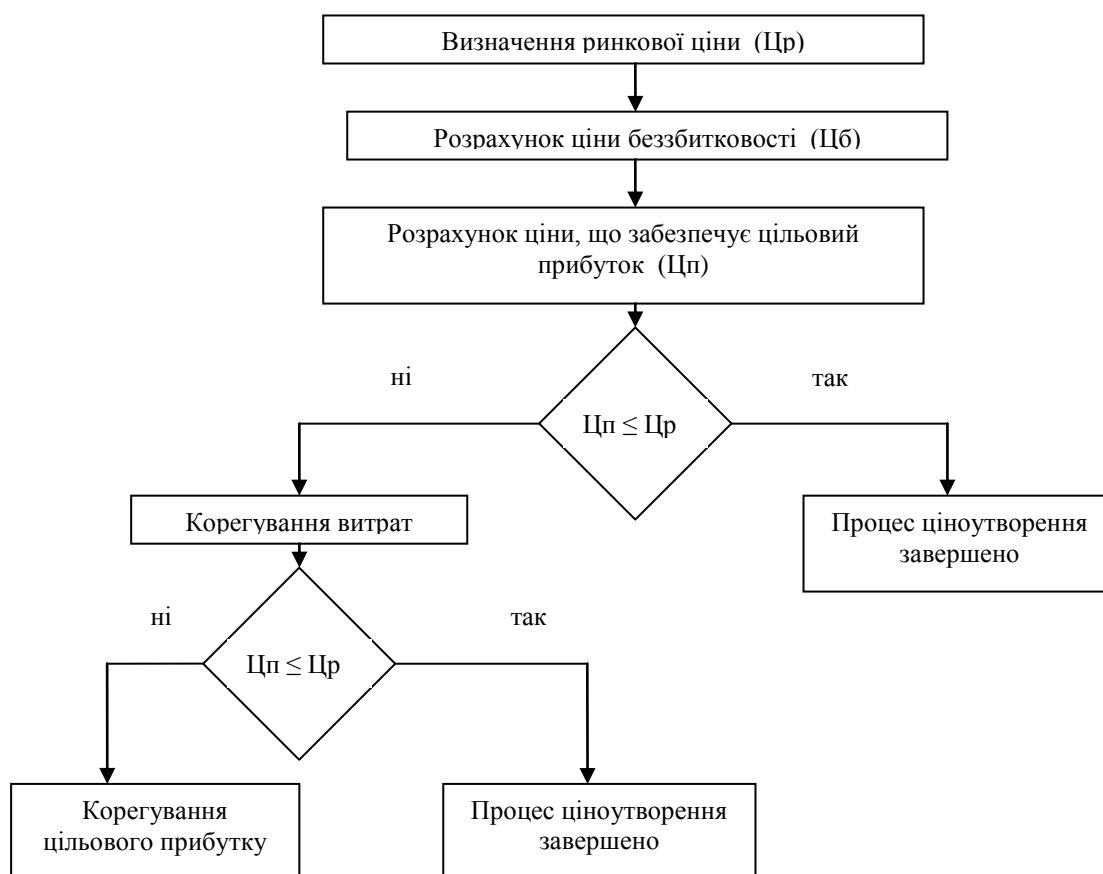 Визначення ринкової ціни (Цр)
Розрахунок ціни беззбитковості (Цб)
Розрахунок ціни, що забезпечує цільовий
прибуток (Цп)
ні
так
Цп ≤ Цр
Корегування витрат
Процес ціноутворення
завершено
ні
так
Цп ≤ Цр
Корегування
цільового прибутку
Процес ціноутворення
завершено